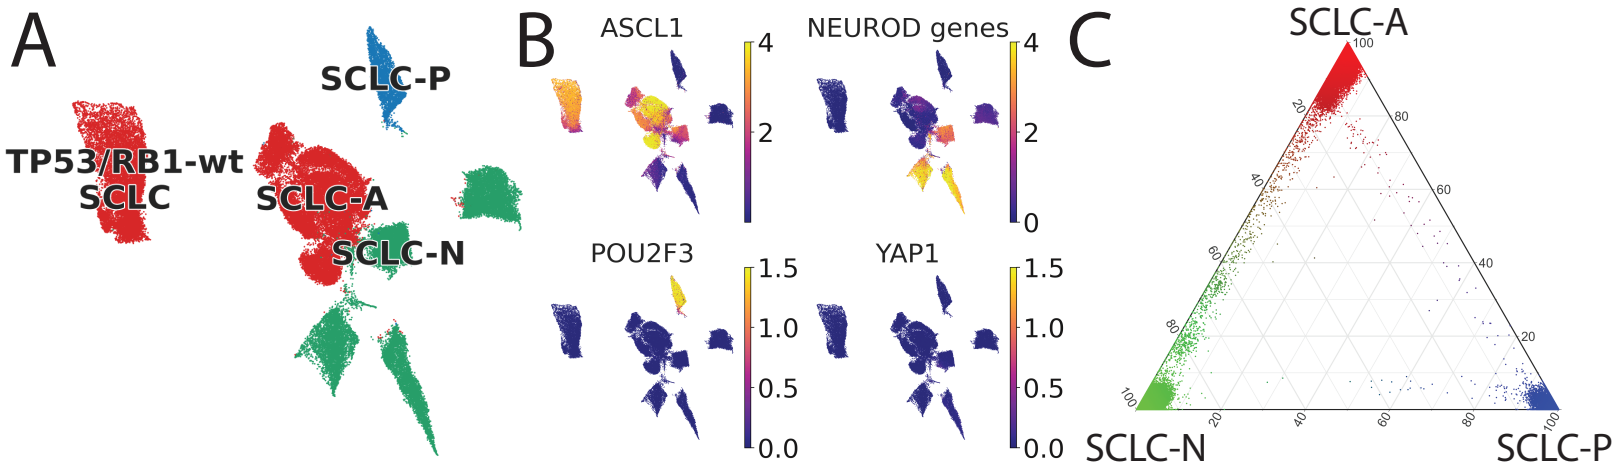 A
SCLC-P
TP53/RB1-wt
SCLC
SCLC-A
SCLC-N
B
ASCL1
4
2
NEUROD genes
4
2
0
POU2F3
1.5
1.0
0.5
0.0
YAP1
1.5
1.0
0.5
0.0
C
SCLC-A
100
80
60
40
20
20
40
60
80
100
20
40
60
80
100
SCLC-N
SCLC-P